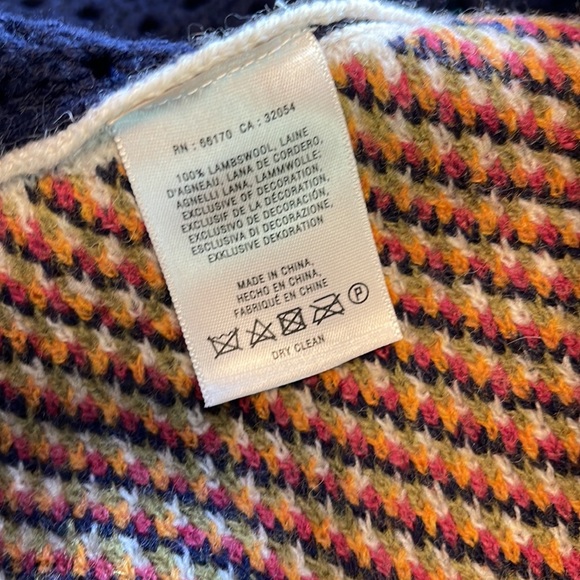 RN : 66170 CA : 32054
100% LAMBSWOOL, LAINE
D'AGNEAU, LANA DE CORDERO,
AGNELLI LANA, LAMMWOLLE;
EXCLUSIVE OF DECORATION,
EXCLUSIF DE LA DÉCORATION,
EXCLUSIVO DE DECORACIÓN,
ESCLUSIVA DI DECORAZIONE,
EXKLUSIVE DEKORATION
MADE IN CHINA,
HECHO EN CHINA,
FABRIQUÉ EN CHINE
P
DRY CLEAN